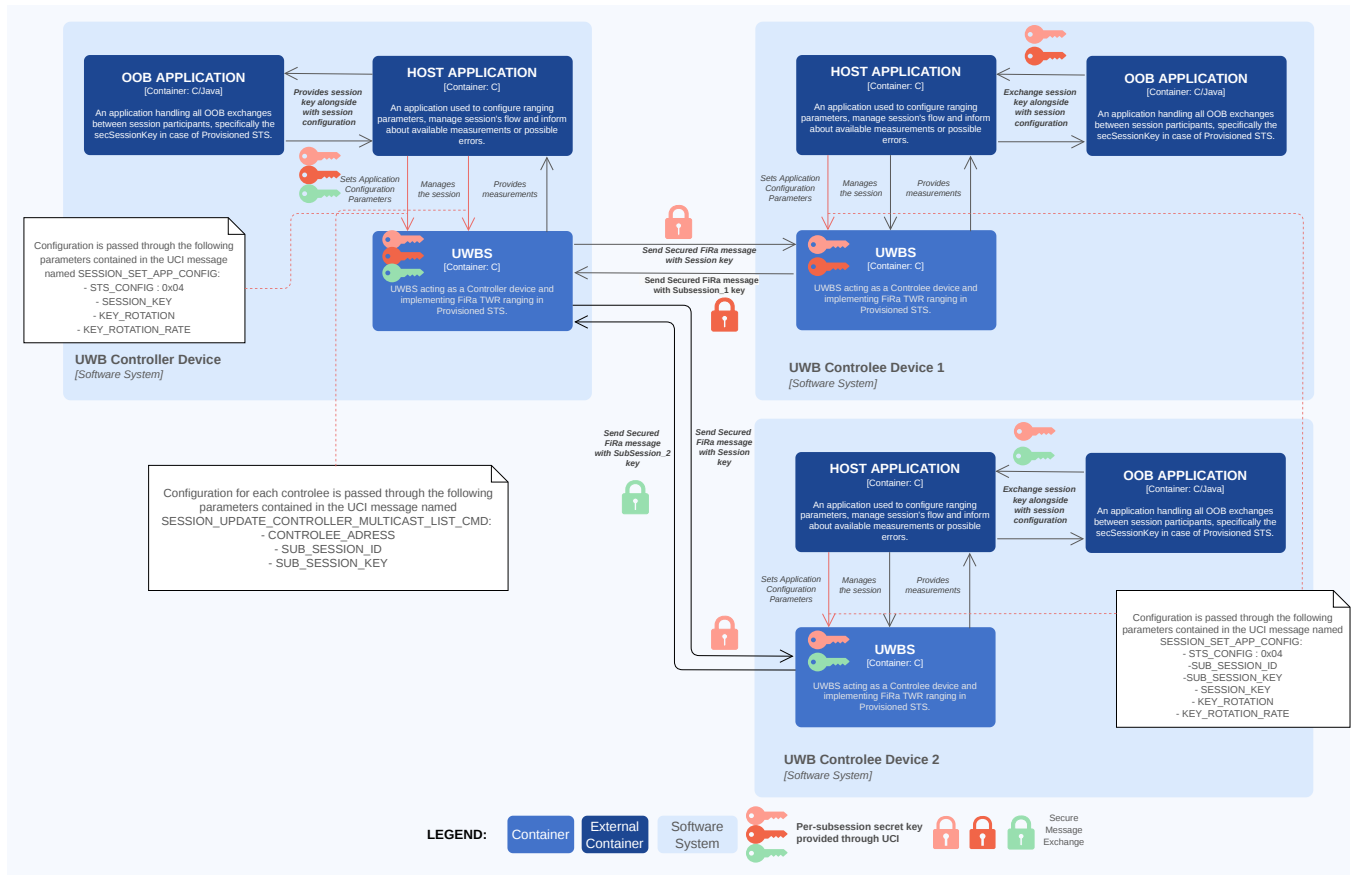 OOB APPLICATION
[Container: C/Java]
An application handling all OOB exchanges
between session participants, specifically the
secSessionKey in case of Provisioned STS.
Provides session
key alongside
with session
configuration
HOST APPLICATION
[Container: C]
An application used to configure ranging
parameters, manage session's flow and inform
about available measurements or possible
errors.
Sets Application
Configuration
Parameters
Manages
the session
Provides
measurements
UWBS
[Container: C]
UWBS acting as a Controller device and
implementing FiRa TWR ranging in
Provisioned STS.
Configuration is passed through the following
parameters contained in the UCI message
named SESSION_SET_APP_CONFIG:
- STS_CONFIG : 0x04
- SESSION_KEY
- KEY_ROTATION
- KEY_ROTATION_RATE
UWB Controller Device
[Software System]
Send Secured FiRa message
with Session key
Send Secured FiRa message
with Subsession_1 key
HOST APPLICATION
[Container: C]
An application used to configure ranging
parameters, manage session's flow and inform
about available measurements or possible
errors.
Exchange session
key alongside
with session
configuration
OOB APPLICATION
[Container: C/Java]
An application handling all OOB exchanges
between session participants, specifically the
secSessionKey in case of Provisioned STS.
Sets Application
Configuration
Parameters
Manages
the session
Provides
measurements
UWBS
[Container: C]
UWBS acting as a Controlee device and
implementing FiRa TWR ranging in
Provisioned STS.
UWB Controlee Device 1
[Software System]
Send Secured
FiRa message
with SubSession_2
key
Send Secured
FiRa message
with Session
key
Configuration for each controlee is passed through the following
parameters contained in the UCI message named
SESSION_UPDATE_CONTROLLER_MULTICAST_LIST_CMD:
- CONTROLEE_ADRESS
- SUB_SESSION_ID
- SUB_SESSION_KEY
HOST APPLICATION
[Container: C]
An application used to configure ranging
parameters, manage session's flow and inform
about available measurements or possible
errors.
Exchange session
key alongside
with session
configuration
OOB APPLICATION
[Container: C/Java]
An application handling all OOB exchanges
between session participants, specifically the
secSessionKey in case of Provisioned STS.
Sets Application
Configuration
Parameters
Manages
the session
Provides
measurements
UWBS
[Container: C]
UWBS acting as a Controlee device and
implementing FiRa TWR ranging in
Provisioned STS.
Configuration is passed through the following
parameters contained in the UCI message named
SESSION_SET_APP_CONFIG:
- STS_CONFIG : 0x04
-SUB_SESSION_ID
-SUB_SESSION_KEY
- SESSION_KEY
- KEY_ROTATION
- KEY_ROTATION_RATE
UWB Controlee Device 2
[Software System]
LEGEND:
Container
External
Container
Software
System
Per-subsession secret key
provided through UCI
Secure
Message
Exchange